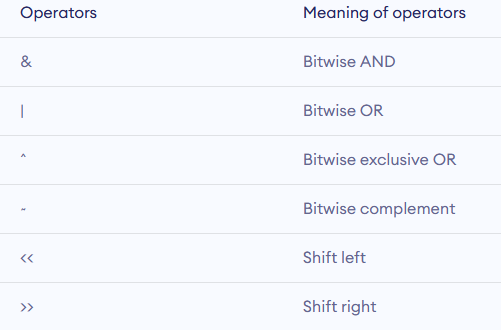 Operators Meaning of operators
& Bitwise AND
| Bitwise OR
^ Bitwise exclusive OR
~ Bitwise complement
<< Shift left
>> Shift right